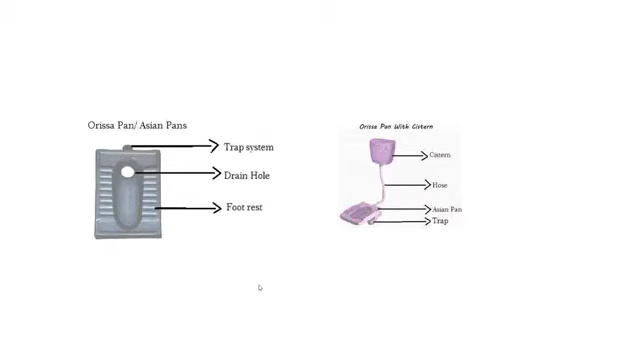 Orissa Pan/ Asian Pans
Trap system
Drain Hole
Foot rest
Orissa Pan With Cistern
Cistern
Hose
Asian Pan
Trap